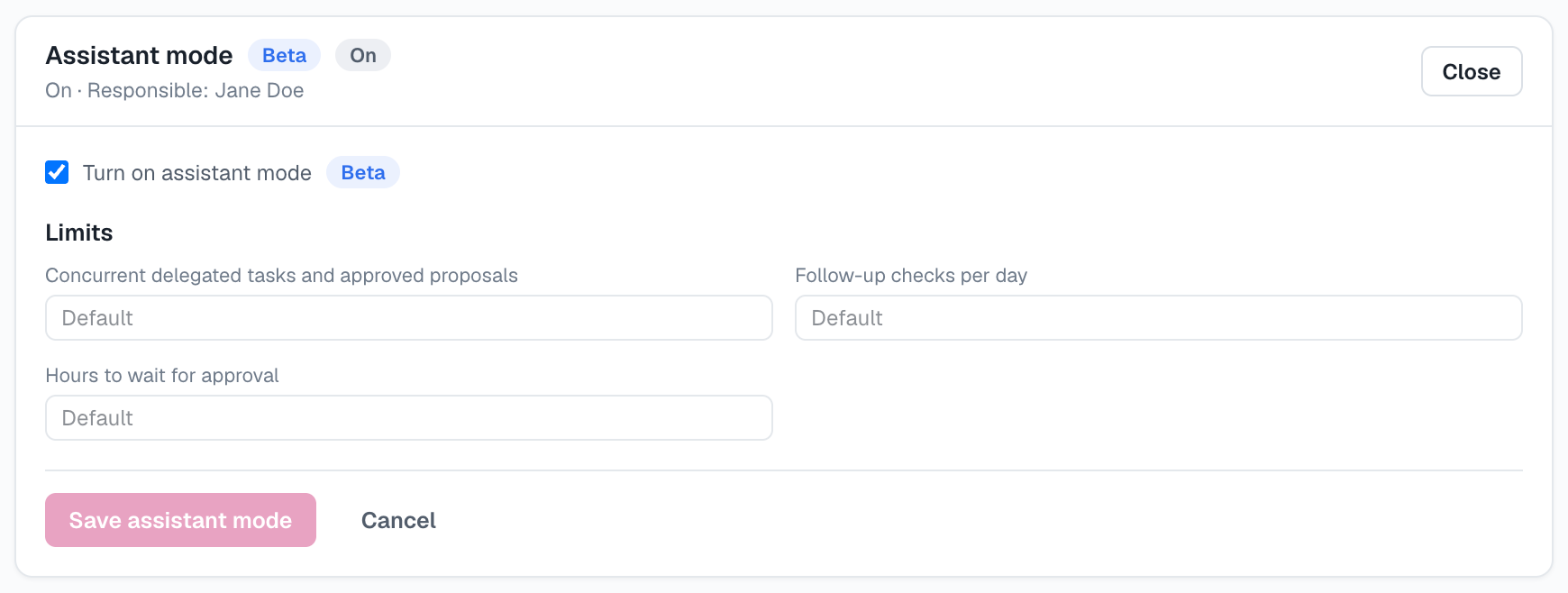 Assistant mode Beta On
On · Responsible: Jane Doe
Close
Turn on assistant mode Beta
Limits
Concurrent delegated tasks and approved proposals
Default
Follow-up checks per day
Default
Hours to wait for approval
Default
Save assistant mode
Cancel